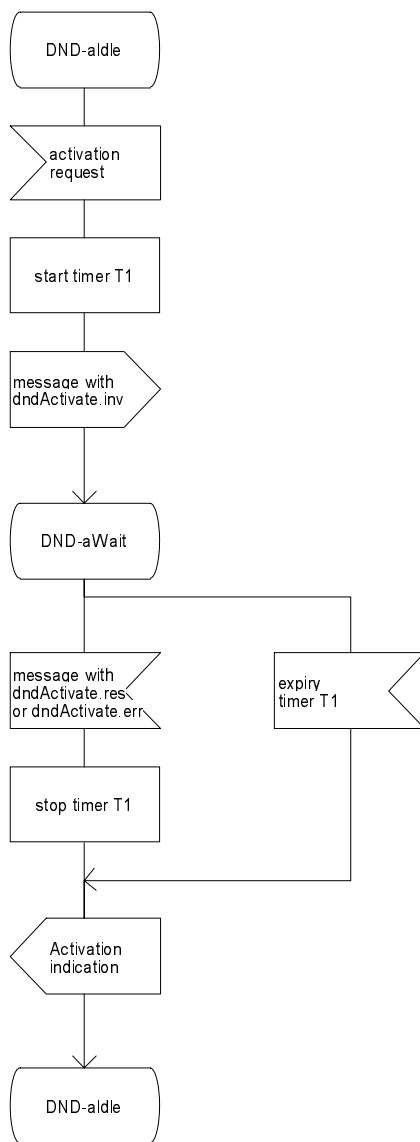 DND-aIdle
activation
request
start timer T1
message with
dndActivate.inv
DND-aWait
message with
dndActivate.res
or dndActivate.err
expiry
timer T1
stop timer T1
Activation
indication
DND-aIdle